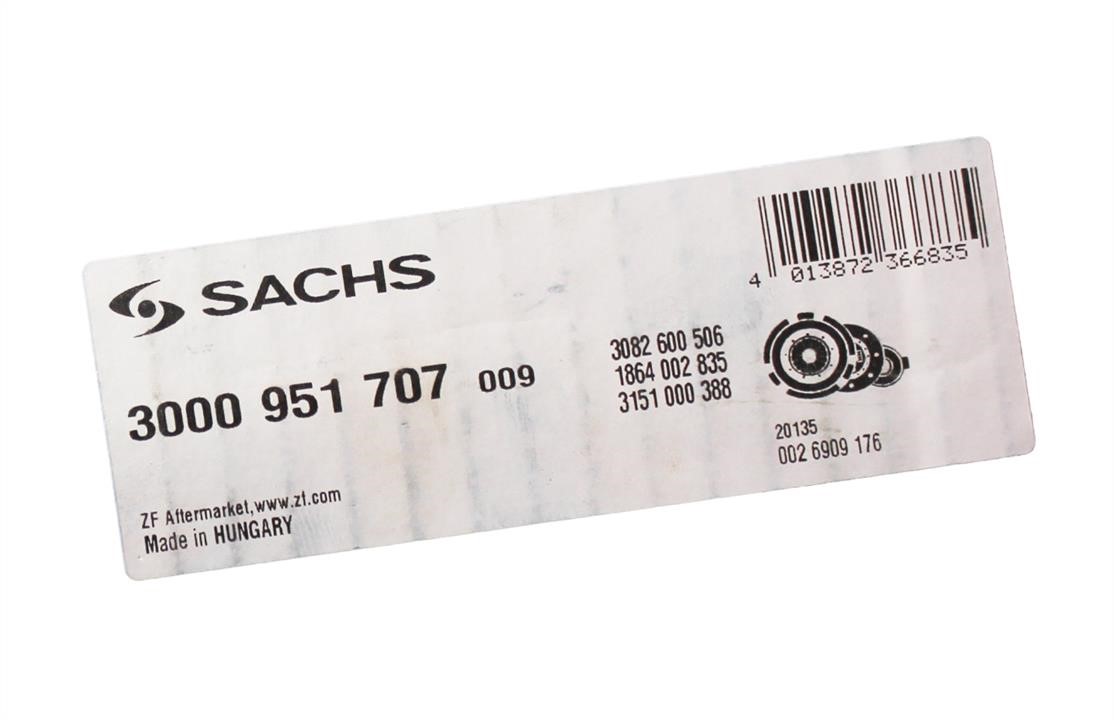 SACHS
3000 951 707 009
ZF Aftermarket,www.zf.com
Made in HUNGARY
3082 600 506
1864 002 835
3151 000 388
4 013872 366835
20135
002 6909 176